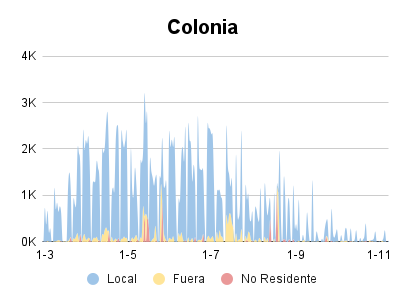 Colonia
4K
3K
2K
1K
0K
1-3 1-5 1-7 1-9 1-11
Local Fuera No Residente